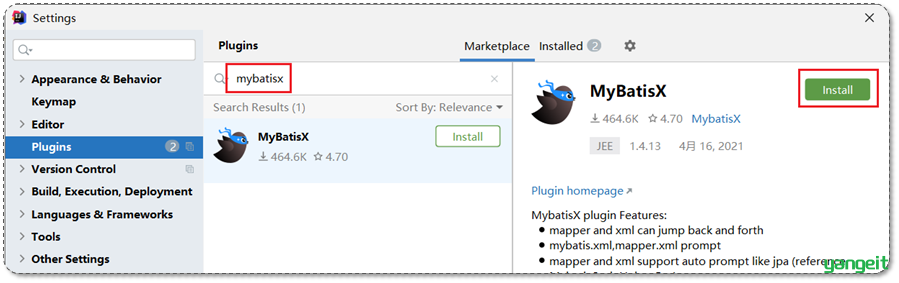 Settings
Plugins
Marketplace
Installed 2
Appearance & Behavior
Keymap
Editor
Plugins 2
Version Control
Build, Execution, Deployment
Languages & Frameworks
Tools
Other Settings
mybatisx
Search Results (1)
Sort By: Relevance
MyBatisX
Install
464.6K 4.70
MyBatisX
Install
464.6K 4.70 MybatisX
JEE 1.4.13 4月 16, 2021
Plugin homepage
MybatisX plugin Features:
mapper and xml can jump back and forth
mybatis.xml,mapper.xml prompt
mapper and xml support auto prompt like jpa (reference
yangeit